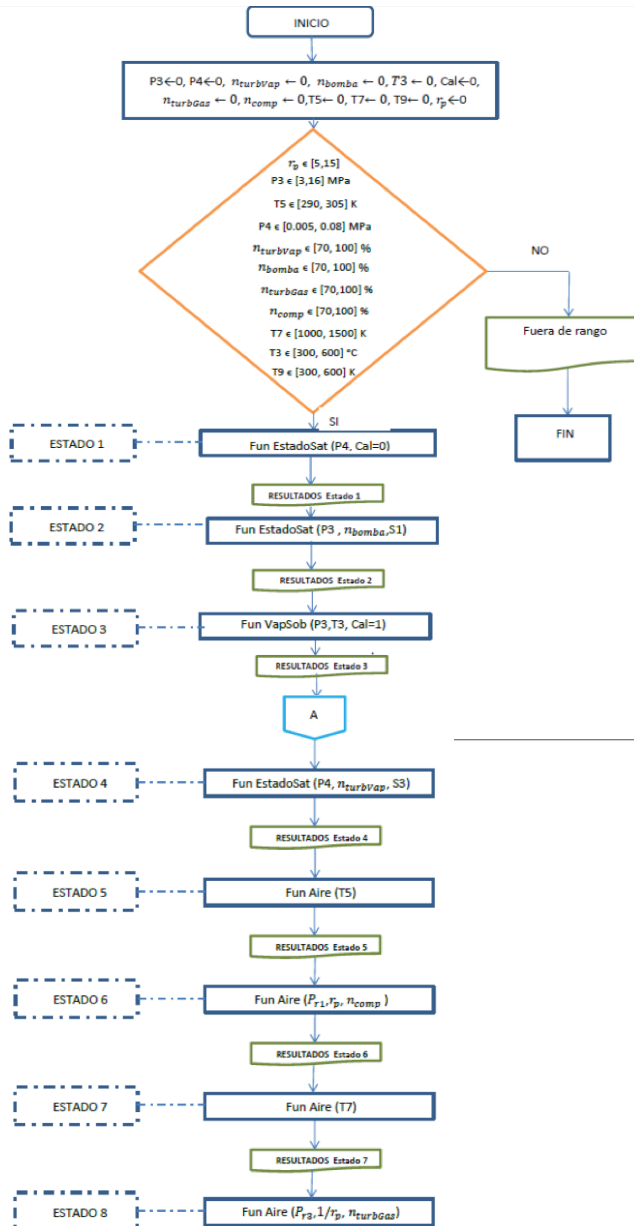 INICIO
P3←0, P4←0, n_turbVap ← 0, n_bomba ← 0, T3 ← 0, Cal←0,
n_turbGas ← 0, n_comp ← 0,T5← 0, T7← 0, T9← 0, r_p←0
r_p ϵ [5,15]
P3 ϵ [3,16] MPa
T5 ϵ [290, 305] K
P4 ϵ [0.005, 0.08] MPa
n_turbVap ϵ [70, 100] %
n_bomba ϵ [70, 100] %
n_turbGas ϵ [70,100] %
n_comp ϵ [70,100] %
T7 ϵ [1000, 1500] K
T3 ϵ [300, 600] °C
T9 ϵ [300, 600] K
NO
Fuera de rango
FIN
SI
ESTADO 1
Fun EstadoSat (P4, Cal=0)
RESULTADOS Estado 1
ESTADO 2
Fun EstadoSat (P3 , n_bomba,S1)
RESULTADOS Estado 2
ESTADO 3
Fun VapSob (P3,T3, Cal=1)
RESULTADOS Estado 3
A
ESTADO 4
Fun EstadoSat (P4, n_turbVap, S3)
RESULTADOS Estado 4
ESTADO 5
Fun Aire (T5)
RESULTADOS Estado 5
ESTADO 6
Fun Aire (P_r1,r_p, n_comp )
RESULTADOS Estado 6
ESTADO 7
Fun Aire (T7)
RESULTADOS Estado 7
ESTADO 8
Fun Aire (P_r3,1/r_p, n_turbGas)